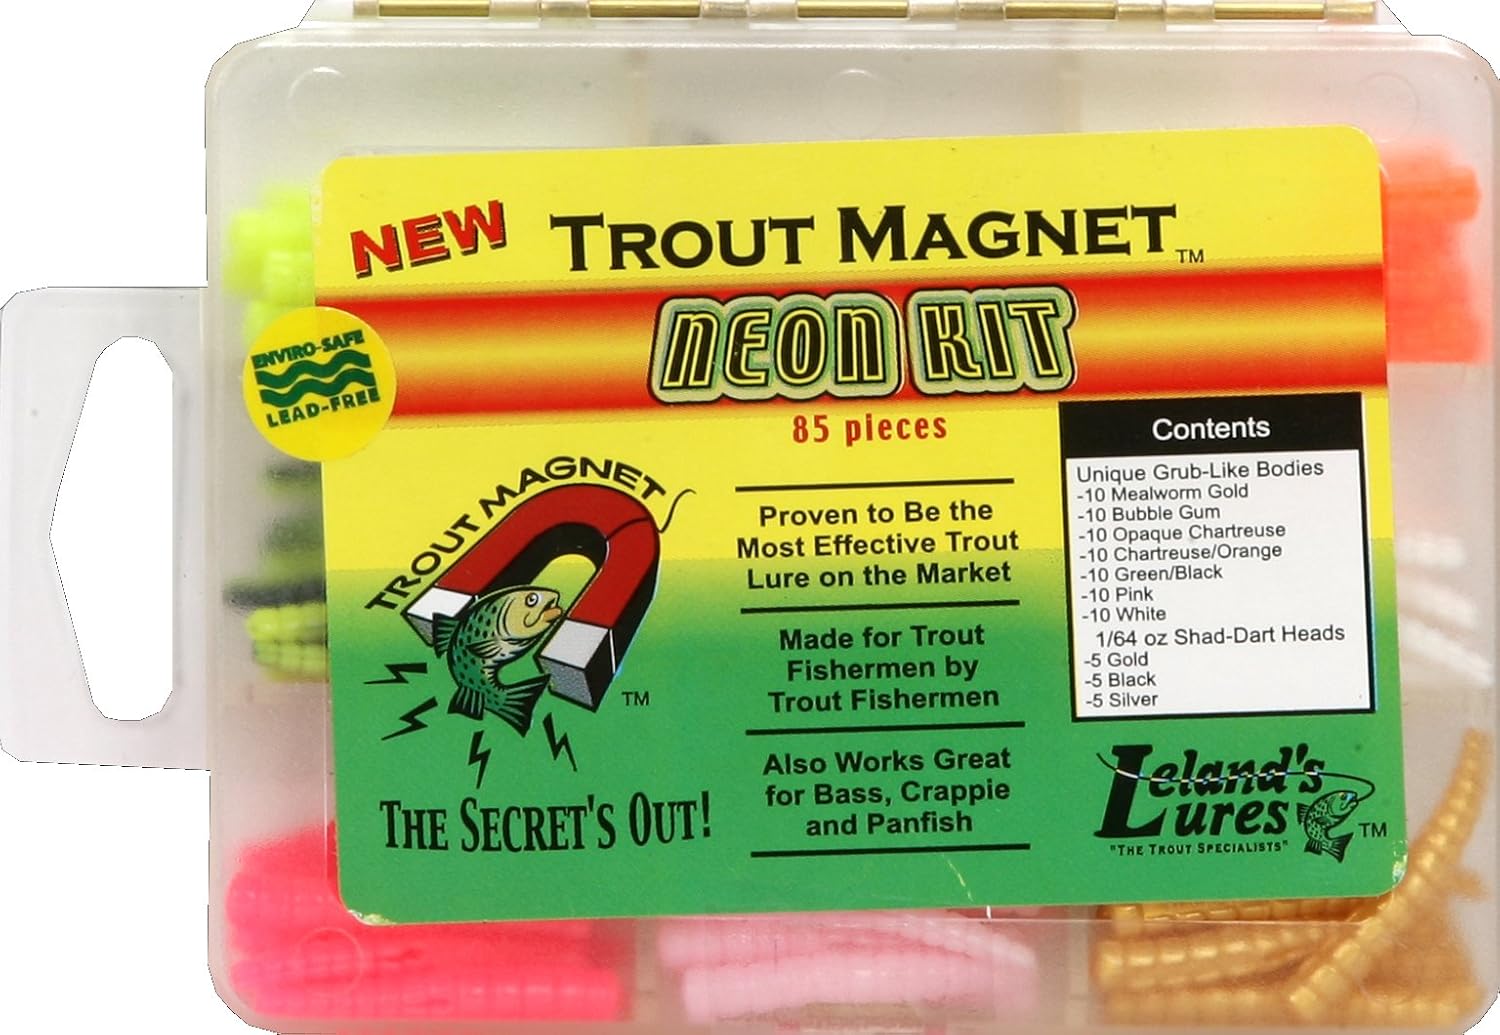 NEW TROUT MAGNET™
NEON KIT
85 pieces
ENVIRO-SAFE
LEAD-FREE
TROUT MAGNET
TM
THE SECRET'S OUT!
Proven to Be the
Most Effective Trout
Lure on the Market
Made for Trout
Fishermen by
Trout Fishermen
Also Works Great
for Bass, Crappie
and Panfish
Contents
Unique Grub-Like Bodies
-10 Mealworm Gold
-10 Bubble Gum
-10 Opaque Chartreuse
-10 Chartreuse/Orange
-10 Green/Black
-10 Pink
-10 White
1/64 oz Shad-Dart Heads
-5 Gold
-5 Black
-5 Silver
Leland's
Lures TM
"THE TROUT SPECIALISTS"